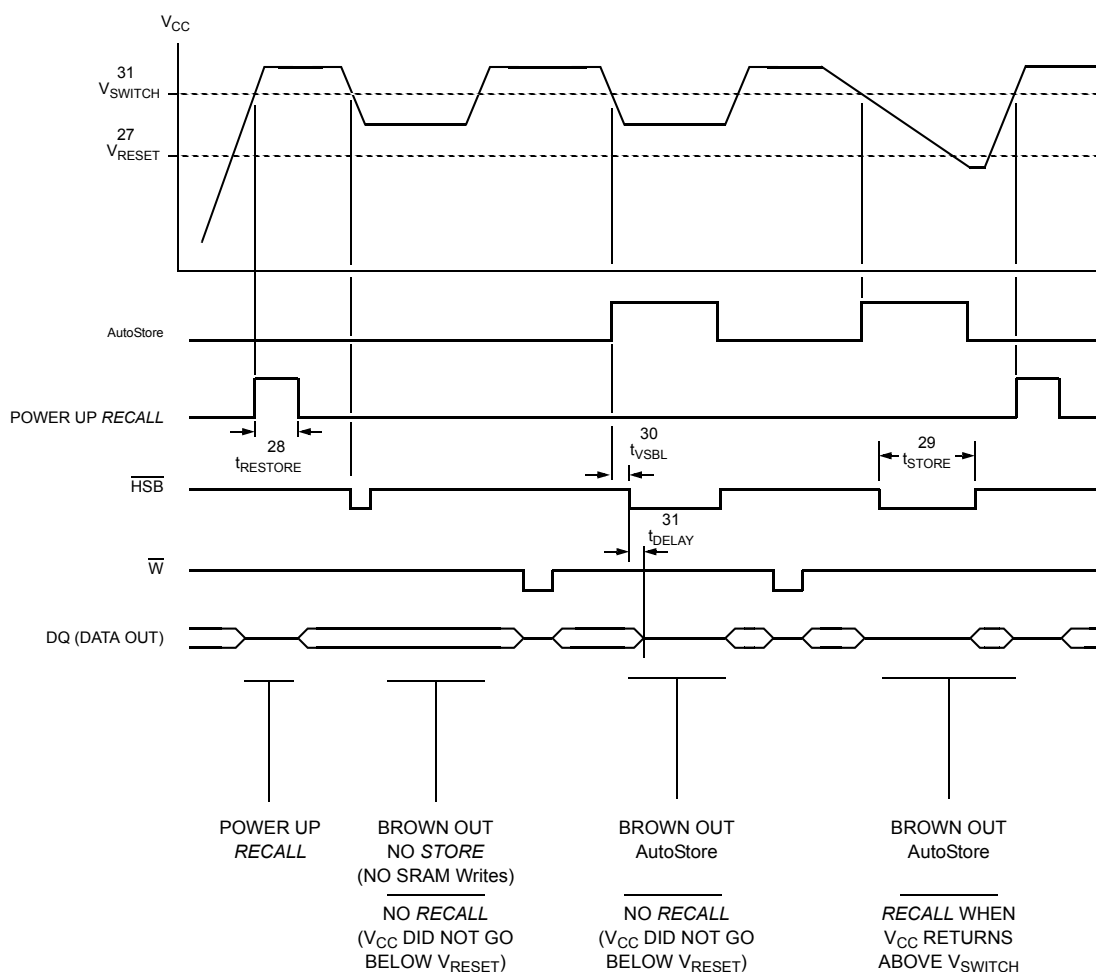 VCC
31
VSWITCH
27
VRESET
AutoStore
POWER UP RECALL
28
tRESTORE
30
tVSBL
29
tSTORE
HSB
31
tDELAY
W
DQ (DATA OUT)
POWER UP
RECALL
BROWN OUT
NO STORE
(NO SRAM Writes)
NO RECALL
(VCC DID NOT GO
BELOW VRESET)
BROWN OUT
AutoStore
NO RECALL
(VCC DID NOT GO
BELOW VRESET)
BROWN OUT
AutoStore
RECALL WHEN
VCC RETURNS
ABOVE VSWITCH